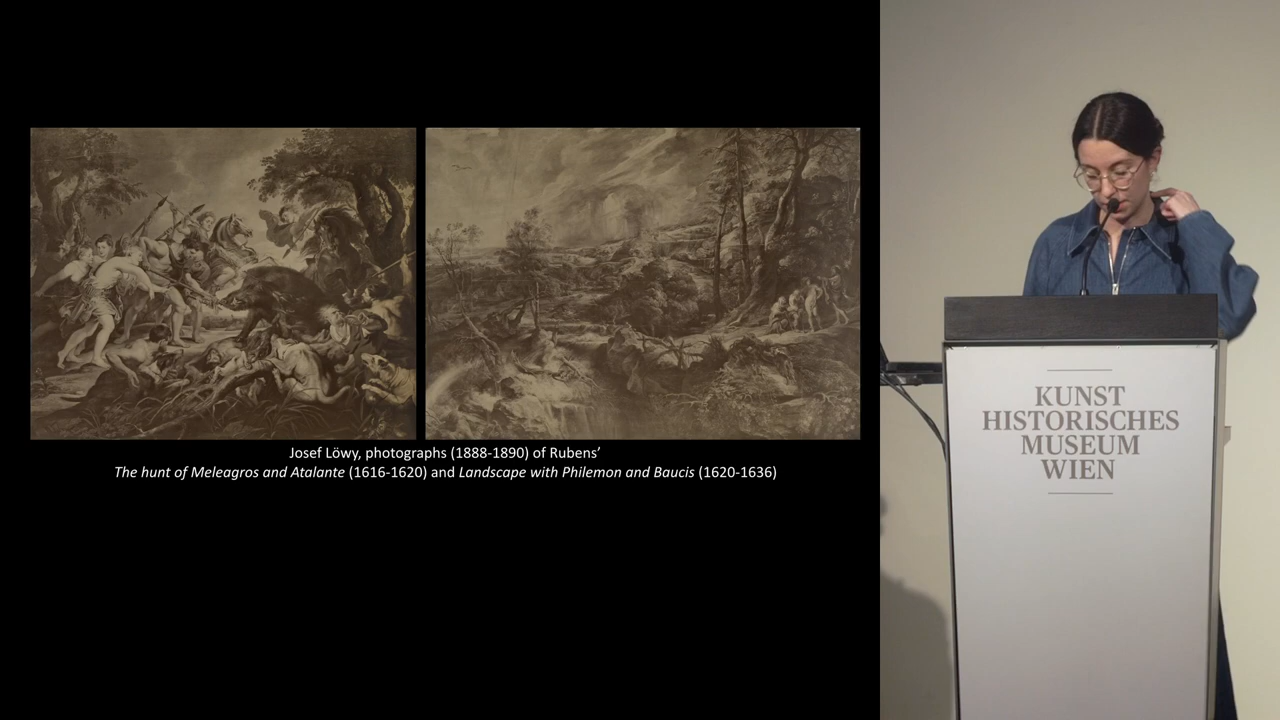 Josef Löwy, photographs (1888-1890) of Rubens’
The hunt of Meleagros and Atalante (1616-1620) and Landscape with Philemon and Baucis (1620-1636)
KUNST
HISTORISCHES
MUSEUM
WIEN